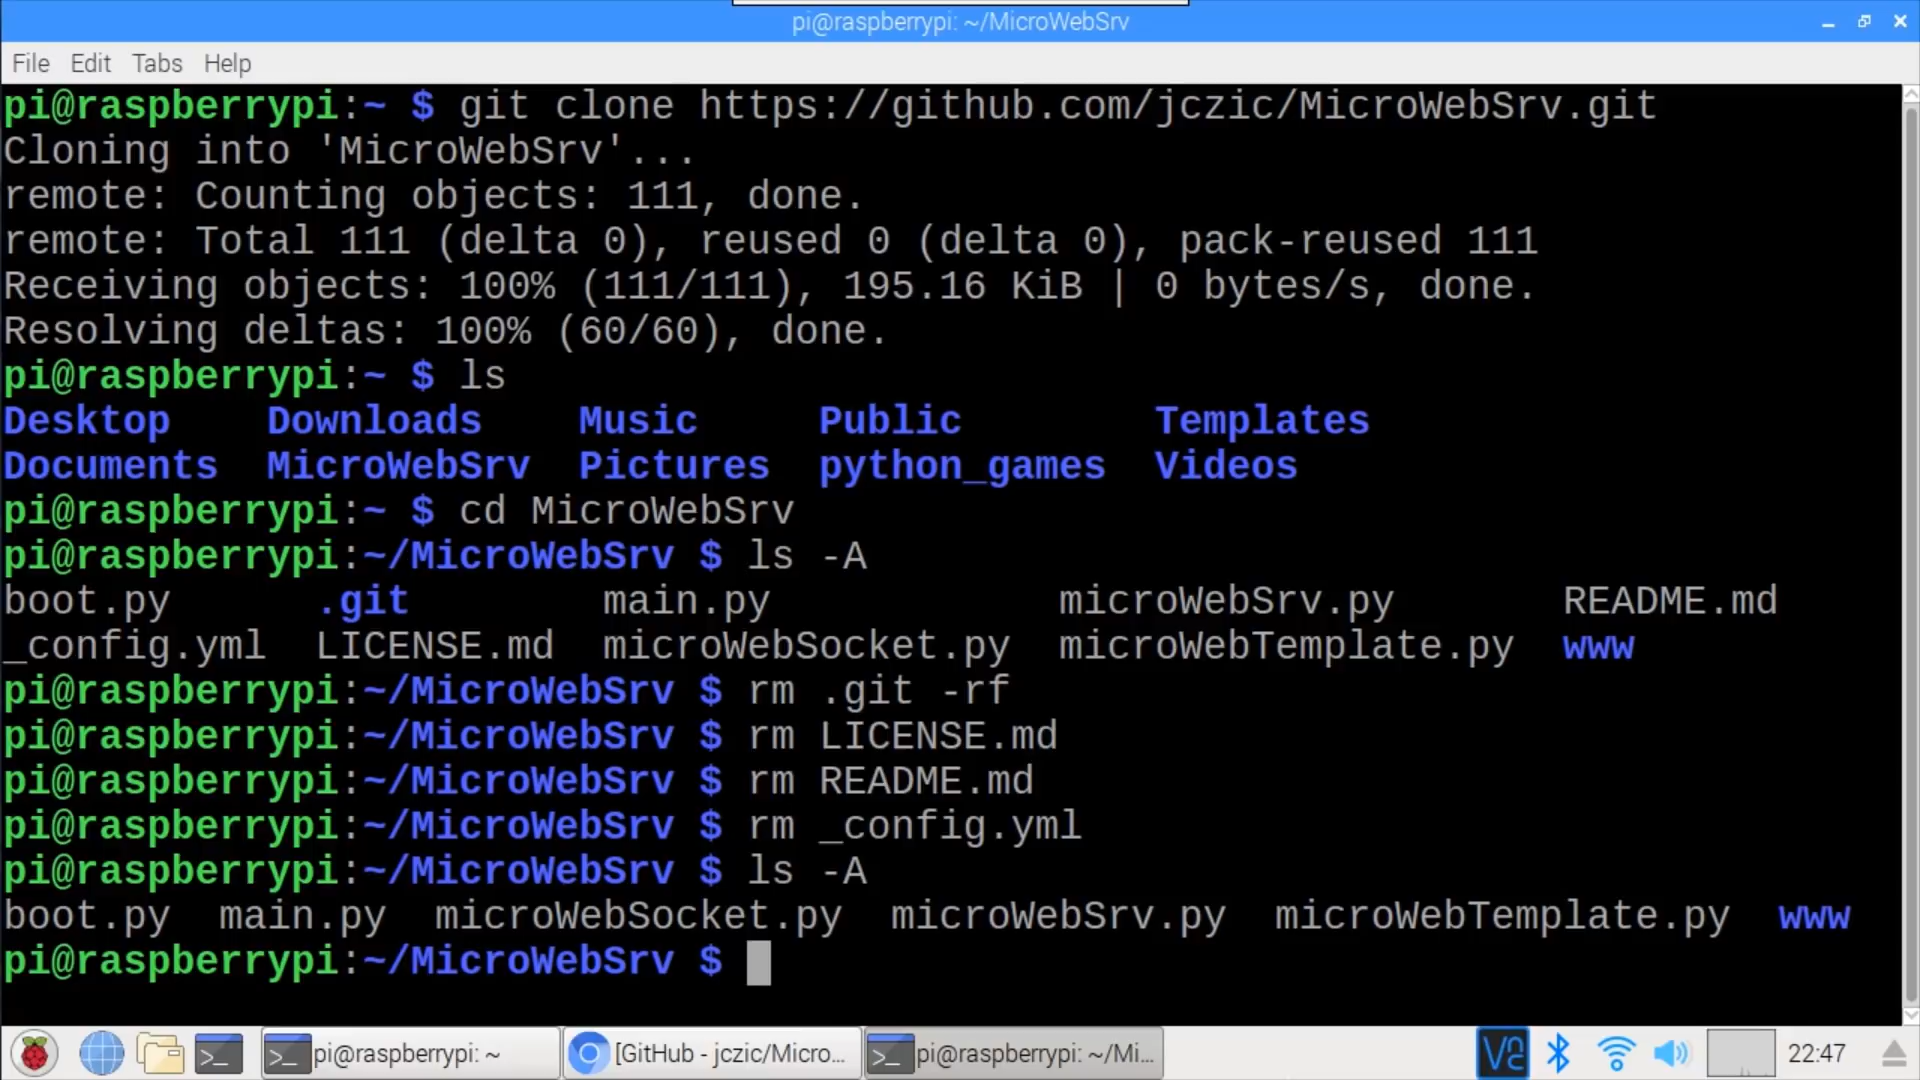 pi@raspberrypi: ~/MicroWebSrv
File Edit Tabs Help
pi@raspberrypi:~ $ git clone https://github.com/jczic/MicroWebSrv.git
Cloning into 'MicroWebSrv'...
remote: Counting objects: 111, done.
remote: Total 111 (delta 0), reused 0 (delta 0), pack-reused 111
Receiving objects: 100% (111/111), 195.16 KiB | 0 bytes/s, done.
Resolving deltas: 100% (60/60), done.
pi@raspberrypi:~ $ ls
Desktop Downloads Music Public Templates
Documents MicroWebSrv Pictures python_games Videos
pi@raspberrypi:~ $ cd MicroWebSrv
pi@raspberrypi:~/MicroWebSrv $ ls -A
boot.py .git main.py microWebSrv.py README.md
_config.yml LICENSE.md microWebSocket.py microWebTemplate.py www
pi@raspberrypi:~/MicroWebSrv $ rm .git -rf
pi@raspberrypi:~/MicroWebSrv $ rm LICENSE.md
pi@raspberrypi:~/MicroWebSrv $ rm README.md
pi@raspberrypi:~/MicroWebSrv $ rm _config.yml
pi@raspberrypi:~/MicroWebSrv $ ls -A
boot.py main.py microWebSocket.py microWebSrv.py microWebTemplate.py www
pi@raspberrypi:~/MicroWebSrv $
pi@raspberrypi: ~ [GitHub - jczic/Micro... pi@raspberrypi: ~/Mi... 22:47